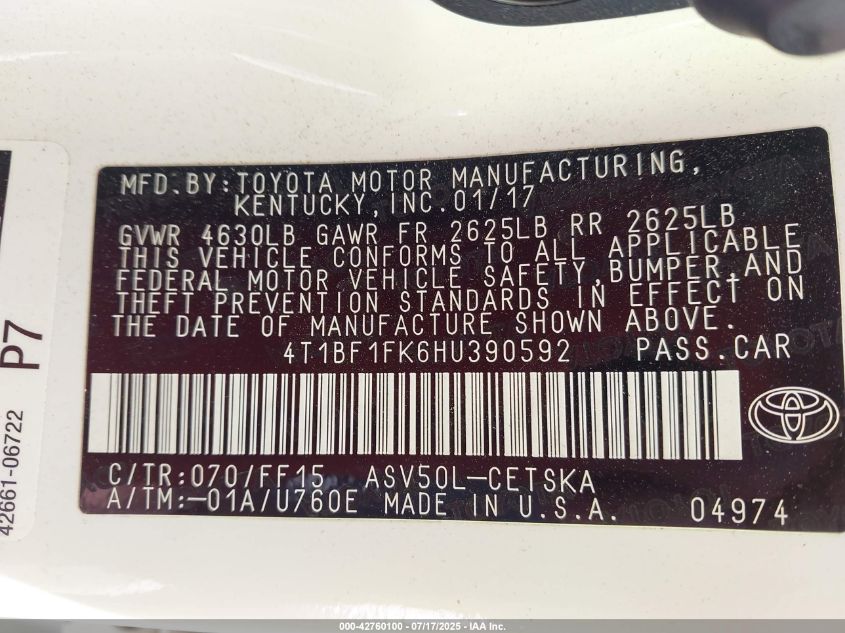 MFD.BY:TOYOTA MOTOR MANUFACTURING,
KENTUCKY,INC.01/17
GVWR 4630LB GAWR FR 2625LB RR 2625LB
THIS VEHICLE CONFORMS TO ALL APPLICABLE
FEDERAL MOTOR VEHICLE SAFETY,BUMPER,AND
THEFT PREVENTION STANDARDS IN EFFECT ON
THE DATE OF MANUFACTURE SHOWN ABOVE.
4T1BF1FK6HU390592 PASS.CAR
C/TR:070/FF15 ASV50L-CETSKA
A/TM:-01A/U760E MADE IN U.S.A. 04974
P7
42661-06722
000-42760100 - 07/17/2025 - IAA Inc.